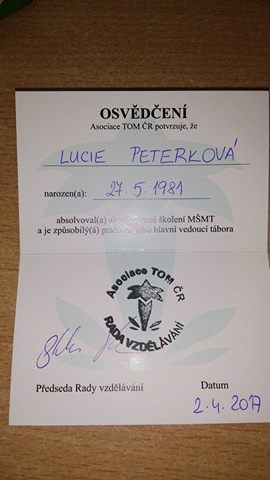 OSVĚDČENÍ
Asociace TOM ČR potvrzuje, že
LUCIE PETERKOVÁ
narozen(a): 27. 5. 1981
absolvoval(a) akreditované školení MŠMT
a je způsobilý(á) pracovat jako hlavní vedoucí tábora
Asociace TOM ČR
RADA VZDĚLÁVÁNÍ
Předseda Rady vzdělávání Datum
2. 4. 2017